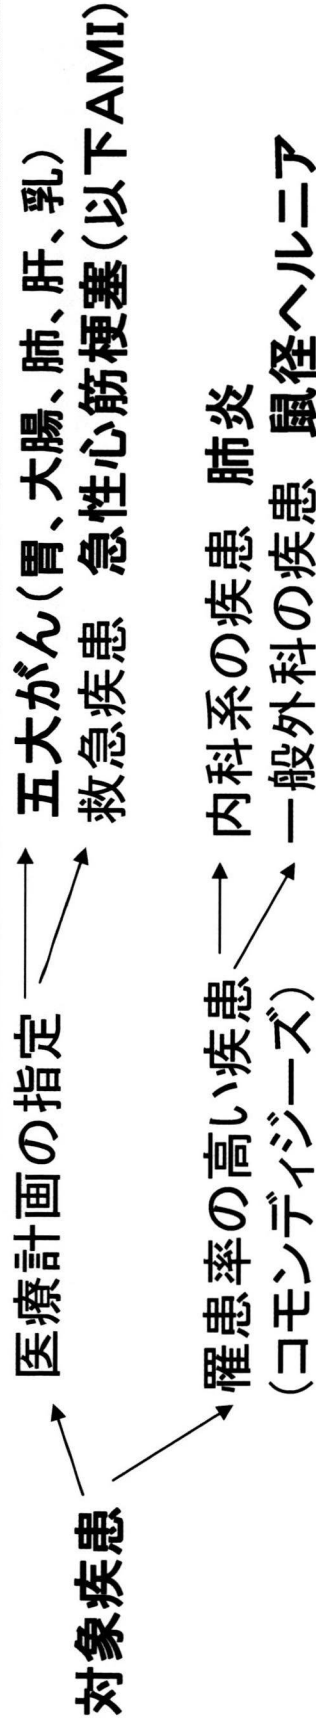 対象疾患
医療計画の指定
五大がん(胃、大腸、肺、肝、乳)
救急疾患 急性心筋梗塞(以下AMI)
罹患率の高い疾患
(コモンディジーズ)
内科系の疾患 肺炎
一般外科の疾患 鼠径ヘルニア